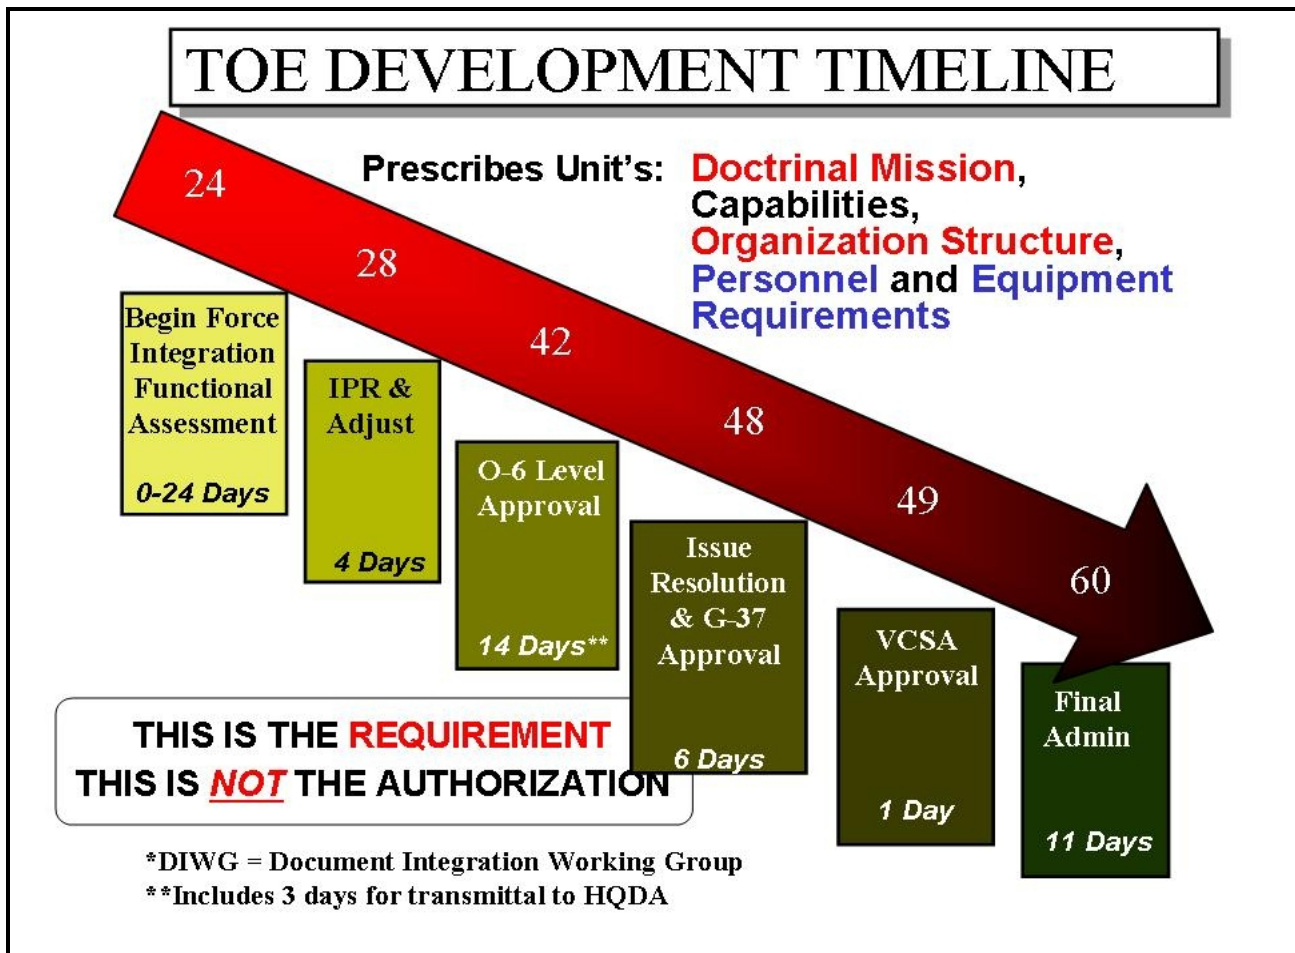 TOE DEVELOPMENT TIMELINE
Prescribes Unit's: Doctrinal Mission,
Capabilities,
Organization Structure,
Personnel and Equipment
Requirements
24
28
42
48
49
60
Begin Force
Integration
Functional
Assessment
0-24 Days
IPR &
Adjust
4 Days
O-6 Level
Approval
14 Days**
Issue
Resolution
& G-37
Approval
6 Days
VCSA
Approval
1 Day
Final
Admin
11 Days
THIS IS THE REQUIREMENT
THIS IS NOT THE AUTHORIZATION
*DIWG = Document Integration Working Group
**Includes 3 days for transmittal to HQDA